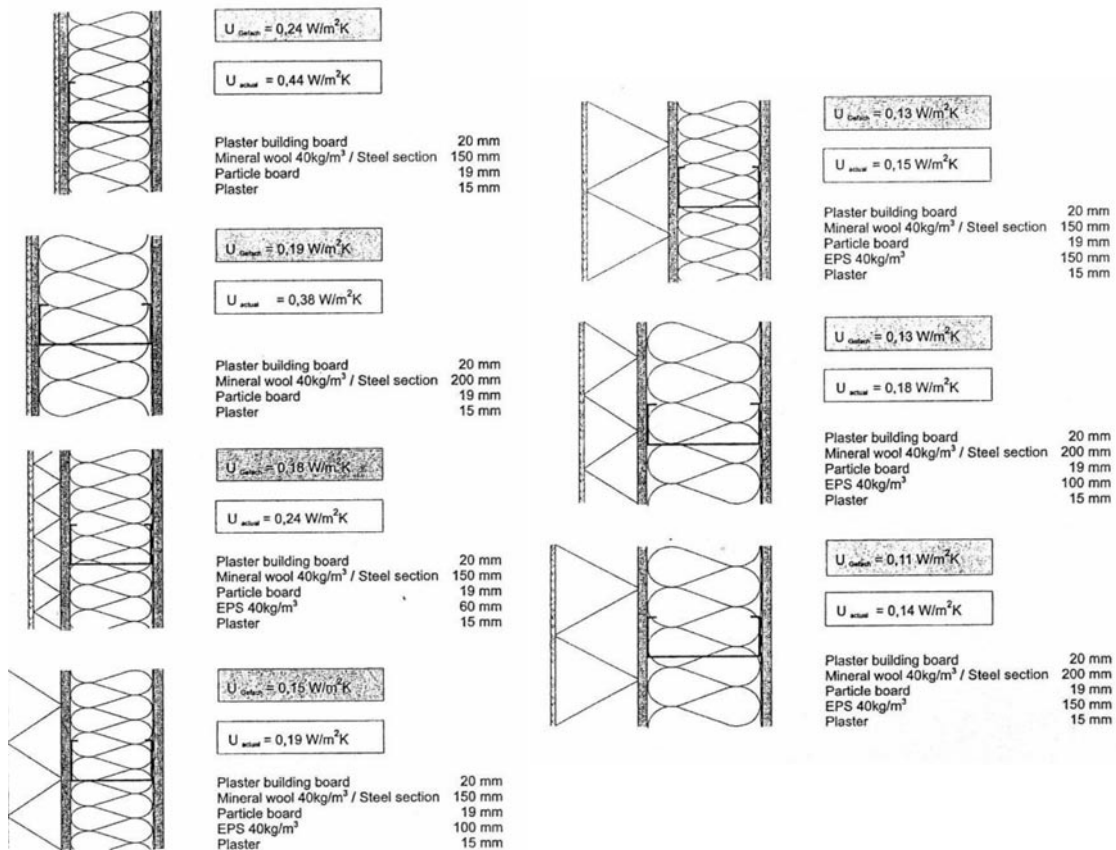 U Gefach = 0,24 W/m²K
U actual = 0,44 W/m²K
Plaster building board 20 mm
Mineral wool 40kg/m³ / Steel section 150 mm
Particle board 19 mm
Plaster 15 mm
U Gefach = 0,19 W/m²K
U actual = 0,38 W/m²K
Plaster building board 20 mm
Mineral wool 40kg/m³ / Steel section 200 mm
Particle board 19 mm
Plaster 15 mm
U Gefach = 0,18 W/m²K
U actual = 0,24 W/m²K
Plaster building board 20 mm
Mineral wool 40kg/m³ / Steel section 150 mm
Particle board 19 mm
EPS 40kg/m³ 60 mm
Plaster 15 mm
U Gefach = 0,15 W/m²K
U actual = 0,19 W/m²K
Plaster building board 20 mm
Mineral wool 40kg/m³ / Steel section 150 mm
Particle board 19 mm
EPS 40kg/m³ 100 mm
Plaster 15 mm
U Gefach = 0,13 W/m²K
U actual = 0,15 W/m²K
Plaster building board 20 mm
Mineral wool 40kg/m³ / Steel section 150 mm
Particle board 19 mm
EPS 40kg/m³ 150 mm
Plaster 15 mm
U Gefach = 0,13 W/m²K
U actual = 0,18 W/m²K
Plaster building board 20 mm
Mineral wool 40kg/m³ / Steel section 200 mm
Particle board 19 mm
EPS 40kg/m³ 100 mm
Plaster 15 mm
U Gefach = 0,11 W/m²K
U actual = 0,14 W/m²K
Plaster building board 20 mm
Mineral wool 40kg/m³ / Steel section 200 mm
Particle board 19 mm
EPS 40kg/m³ 150 mm
Plaster 15 mm